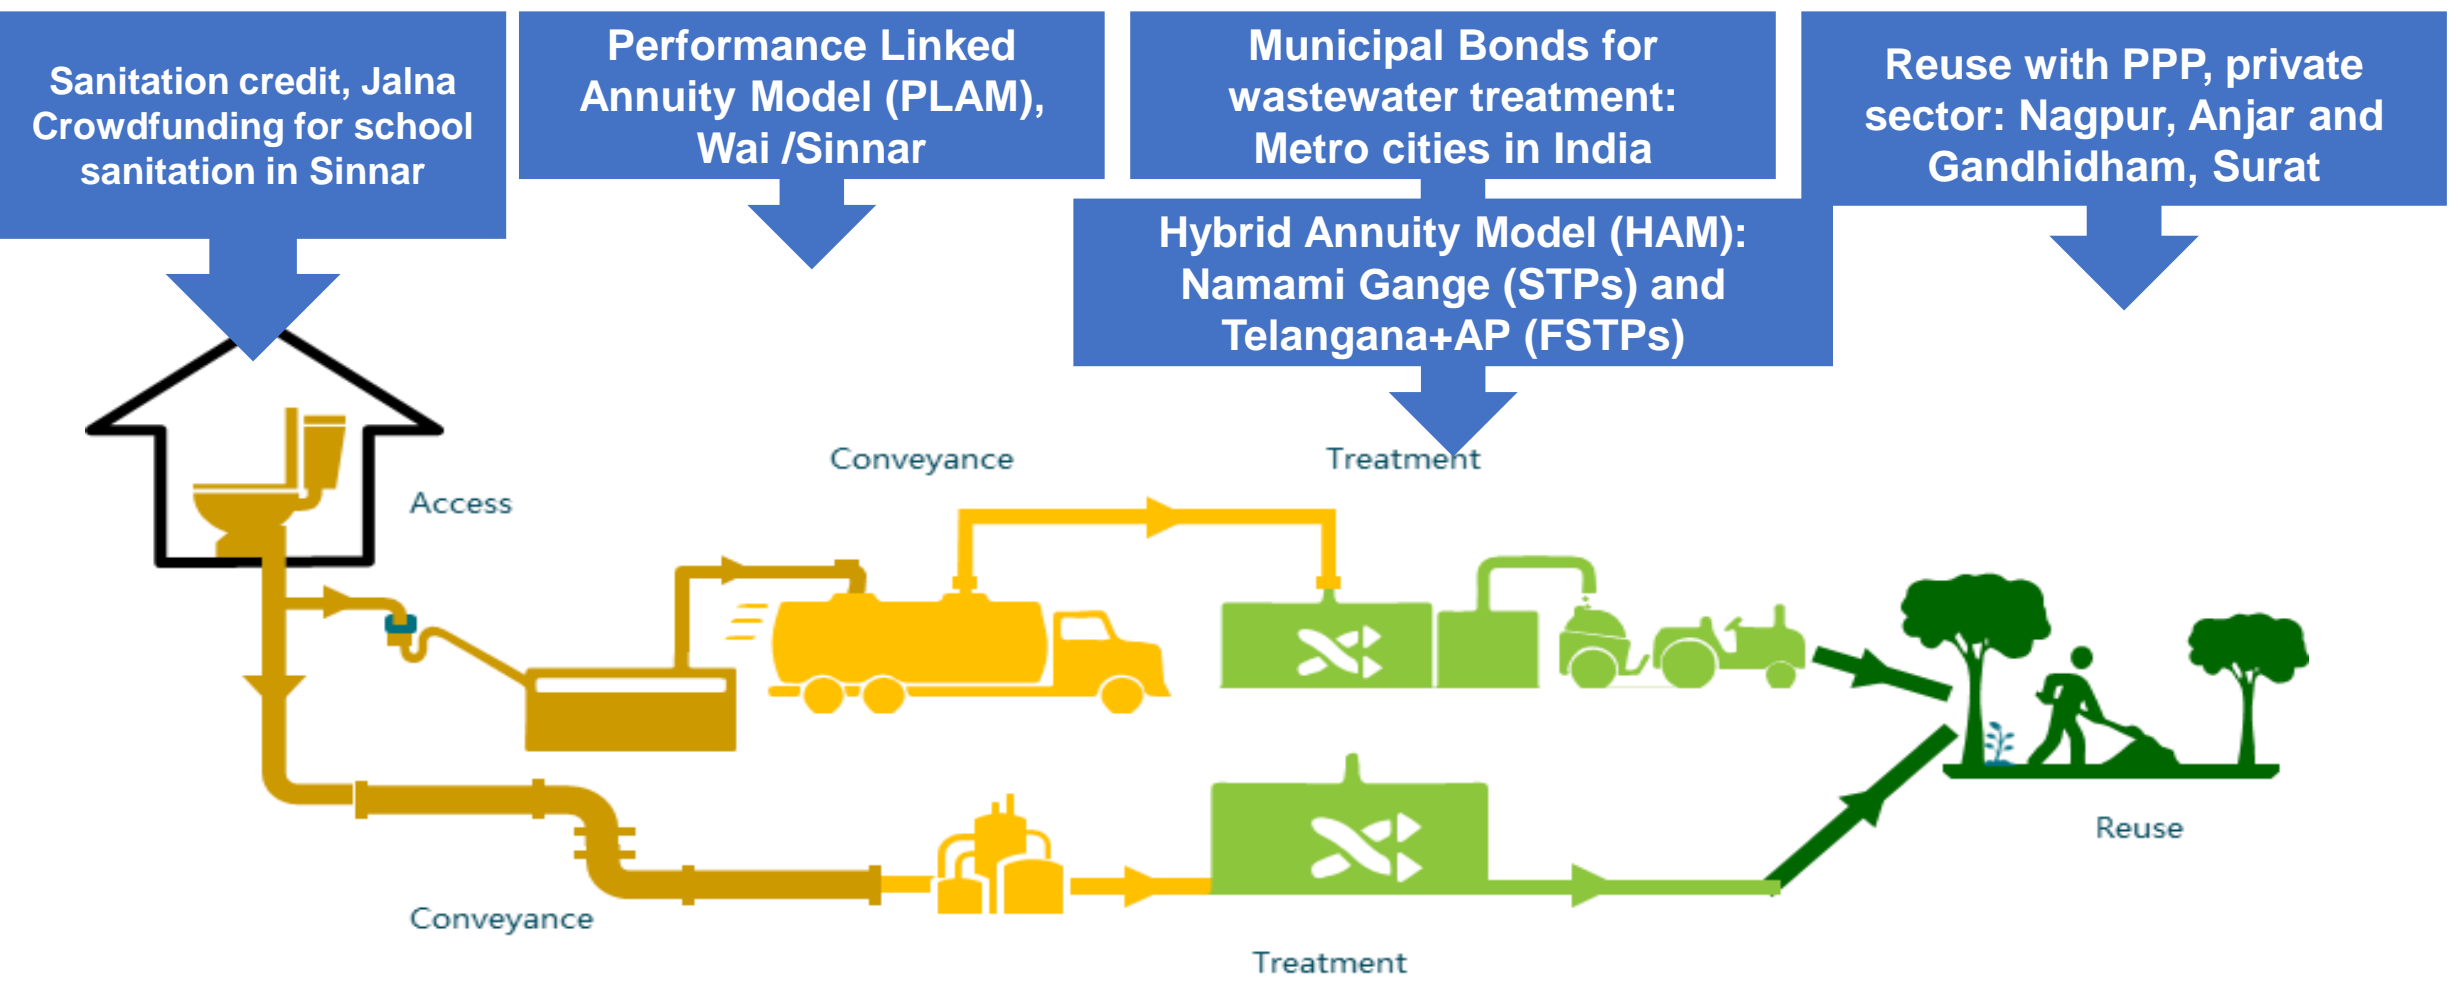 Sanitation credit, Jalna
Crowdfunding for school
sanitation in Sinnar
Performance Linked
Annuity Model (PLAM),
Wai /Sinnar
Municipal Bonds for
wastewater treatment:
Metro cities in India
Reuse with PPP, private
sector: Nagpur, Anjar and
Gandhidham, Surat
Hybrid Annuity Model (HAM):
Namami Gange (STPs) and
Telangana+AP (FSTPs)
Conveyance
Treatment
Access
Reuse
Conveyance
Treatment